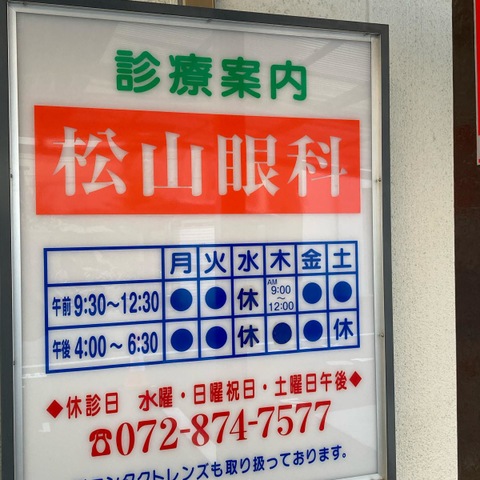 診療案内
松山眼科
月 火 水 木 金 土
午前 9:30～12:30 ● ● 休 AM 9:00～12:00 ● ●
午後 4:00～6:30 ● ● 休 ● ● 休
◆休診日 水曜・日曜祝日・土曜日午後◆
☎072-874-7577
コンタクトレンズも取り扱っております。